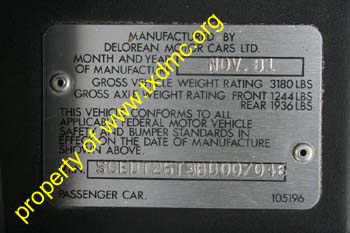 MANUFACTURED BY
DELOREAN MOTOR CARS LTD.
MONTH AND YEAR
OF MANUFACTURE NOV. 81
GROSS VEHICLE WEIGHT RATING 3180 LBS
GROSS AXLE WEIGHT RATING FRONT 1244 LBS
REAR 1936 LBS
THIS VEHICLE CONFORMS TO ALL
APPLICABLE FEDERAL MOTOR VEHICLE
SAFETY AND BUMPER STANDARDS IN
EFFECT ON THE DATE OF MANUFACTURE
SHOWN ABOVE.
PASSENGER CAR. 105196
property of www.txdmc.org